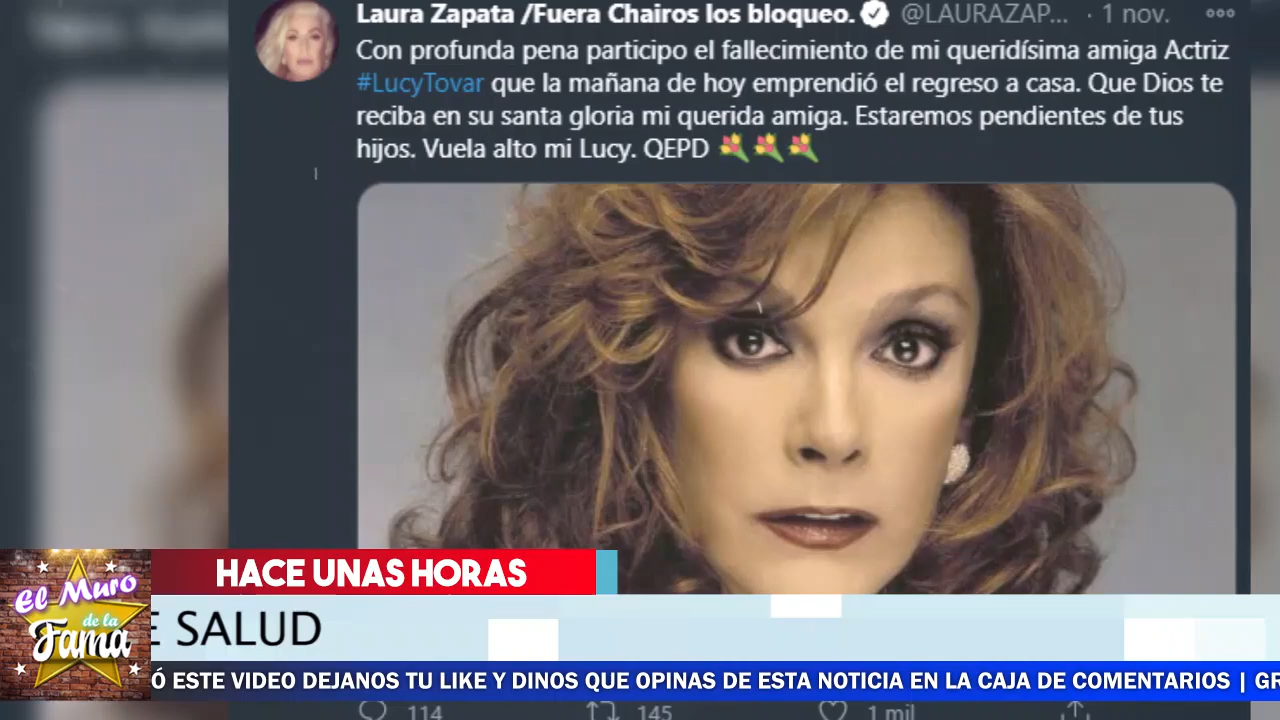 Laura Zapata /Fuera Chairos los bloqueo. @LAURAZAP... · 1 nov.
Con profunda pena participo el fallecimiento de mi queridísima amiga Actriz
#LucyTovar que la mañana de hoy emprendió el regreso a casa. Que Dios te
reciba en su santa gloria mi querida amiga. Estaremos pendientes de tus
hijos. Vuela alto mi Lucy. QEPD
HACE UNAS HORAS
El Muro
de la
Fama
E SALUD
Ó ESTE VIDEO DEJANOS TU LIKE Y DINOS QUE OPINAS DE ESTA NOTICIA EN LA CAJA DE COMENTARIOS | GR
114 145 1 mil